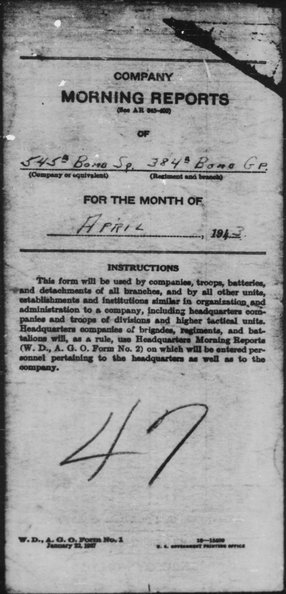 COMPANY
MORNING REPORTS
(See AR 345-400)
OF
545th Bomb Sq. 384th Bomb Gp.
(Company or equivalent) (Regiment and branch)
FOR THE MONTH OF
April, 1943
INSTRUCTIONS
This form will be used by companies, troops, batteries,
and detachments of all branches, and by all other units,
establishments and institutions similar in organization and
administration to a company, including headquarters com-
panies and troops of divisions and higher tactical units.
Headquarters companies of brigades, regiments, and bat-
talions will, as a rule, use Headquarters Morning Reports
(W. D., A. G. O. Form No. 2) on which will be entered per-
sonnel pertaining to the headquarters as well as to the
company.
47
W. D., A. G. O. Form No. 1
January 22, 1937
U. S. GOVERNMENT PRINTING OFFICE